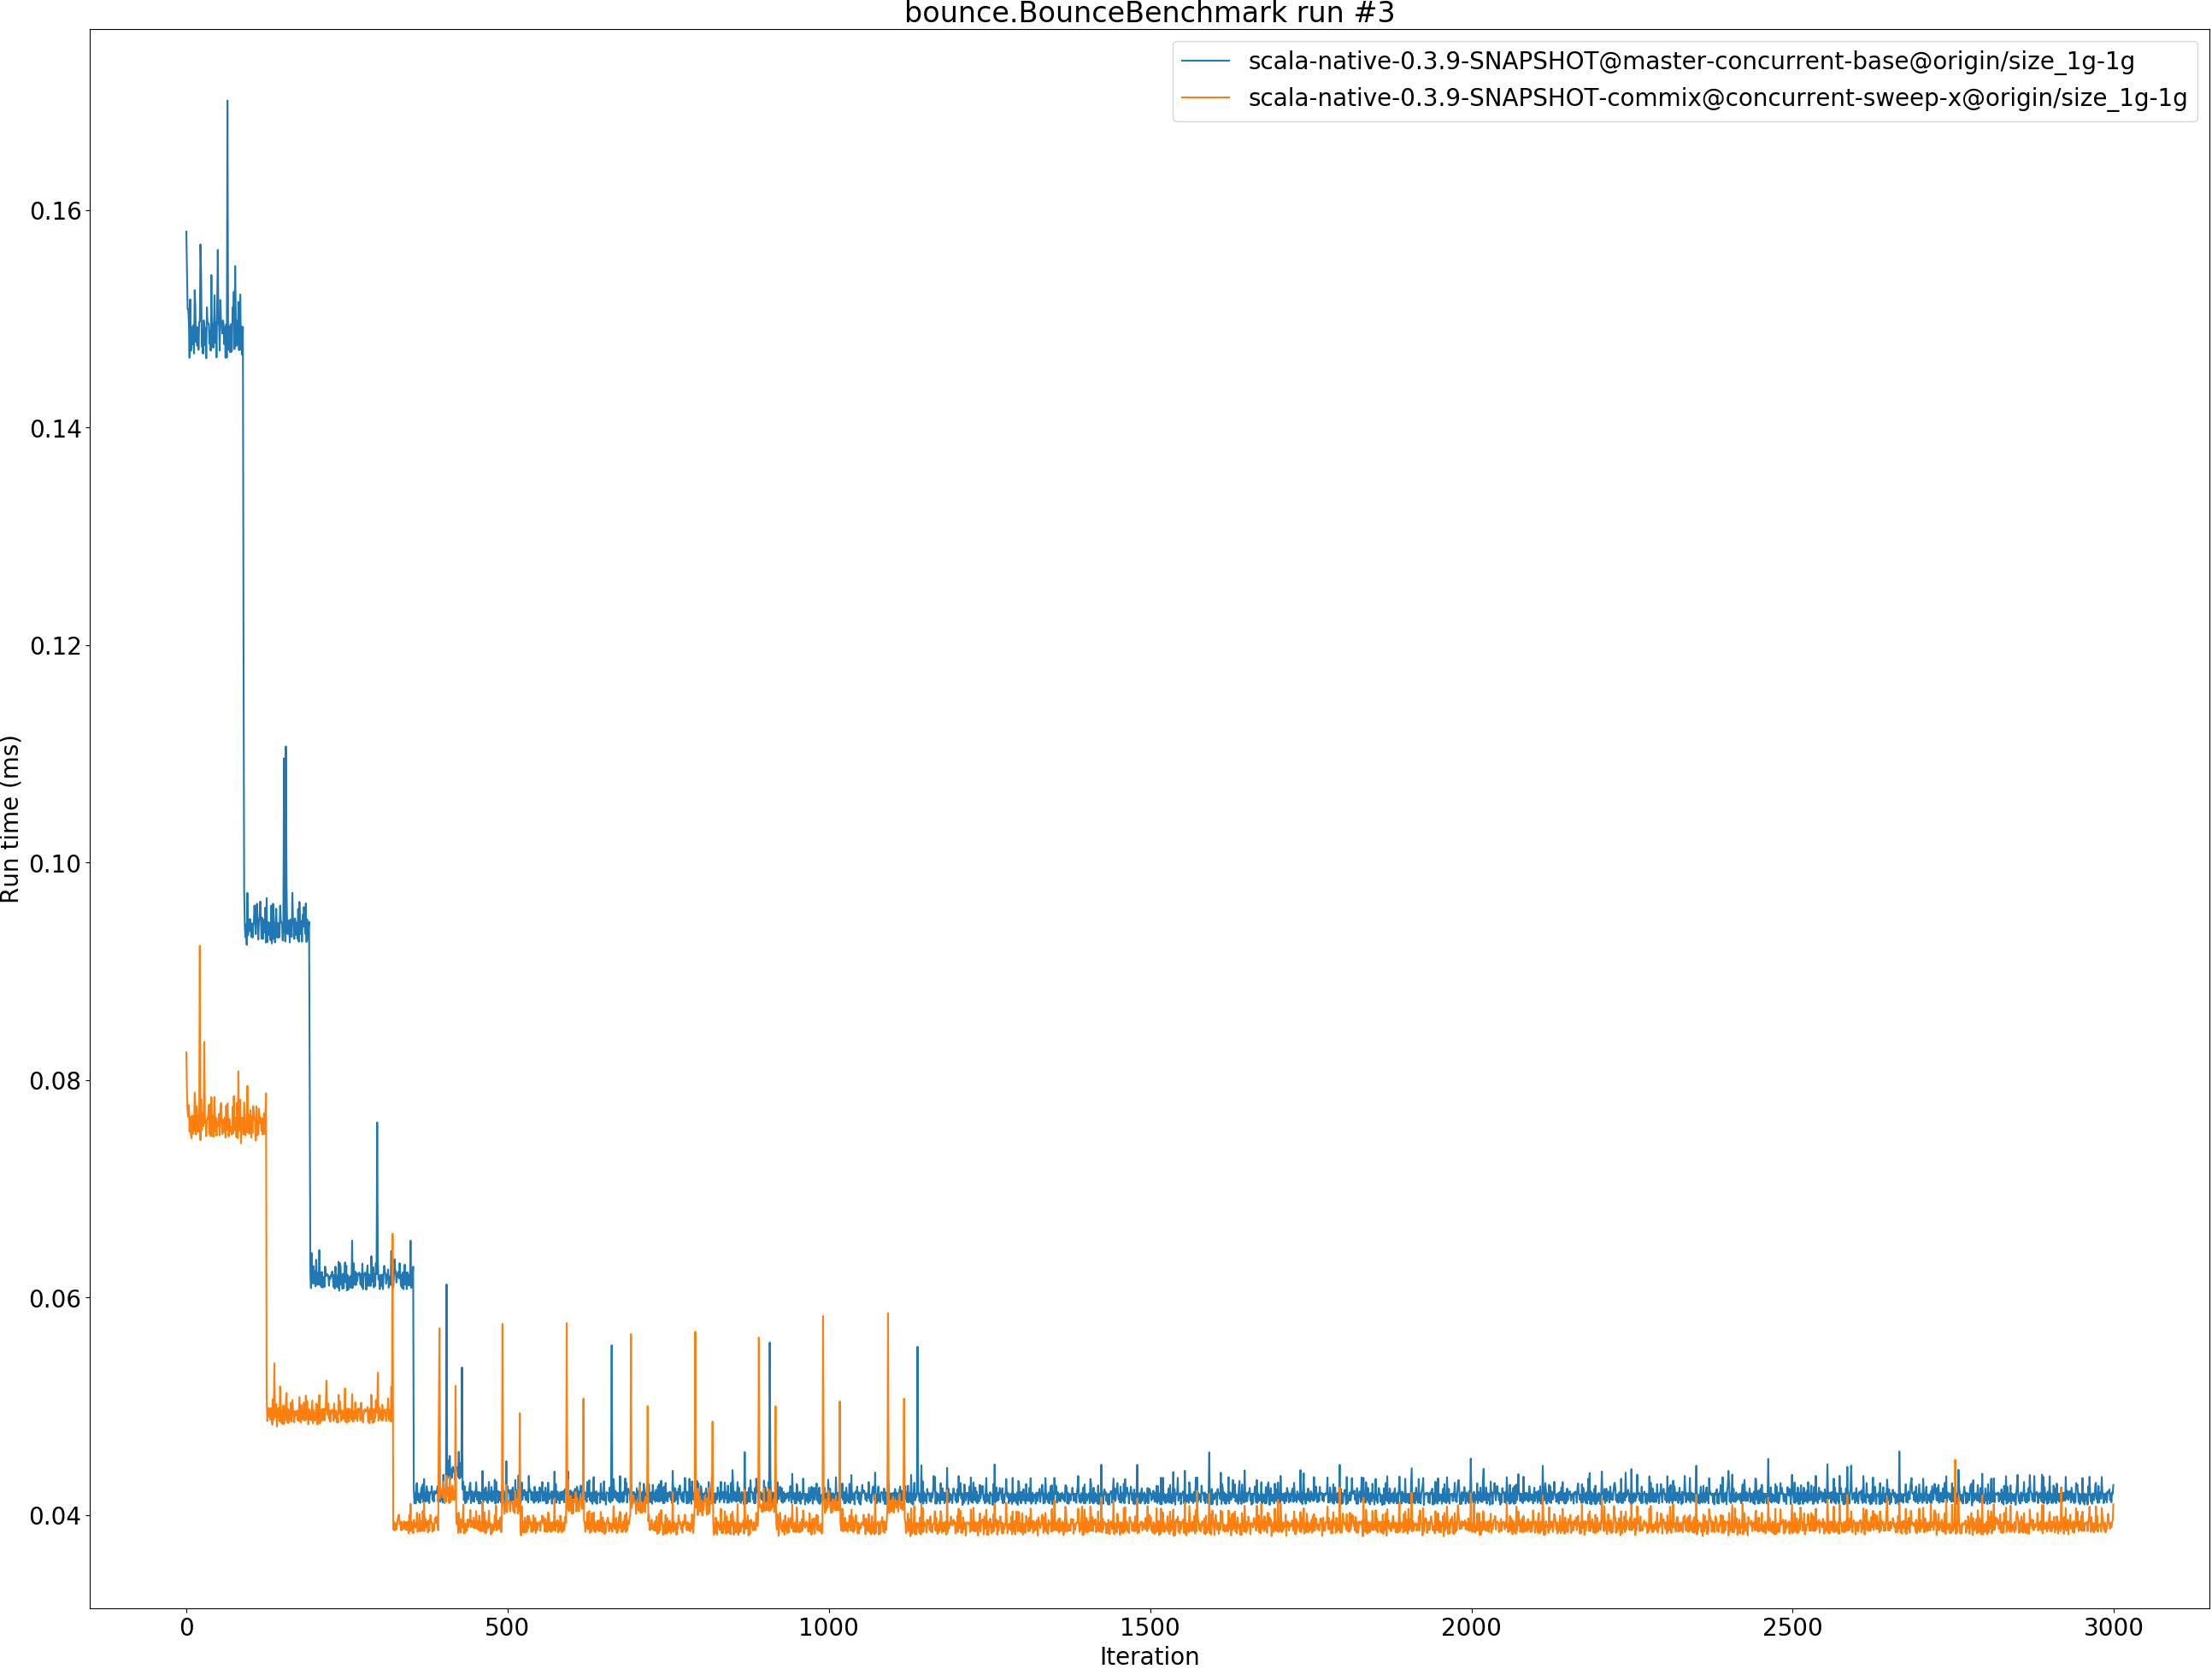 bounce.BounceBenchmark run #3
scala-native-0.3.9-SNAPSHOT@master-concurrent-base@origin/size_1g-1g
scala-native-0.3.9-SNAPSHOT-commix@concurrent-sweep-x@origin/size_1g-1g
Run time (ms)
0.16
0.14
0.12
0.10
0.08
0.06
0.04
0 500 1000 1500 2000 2500 3000
Iteration